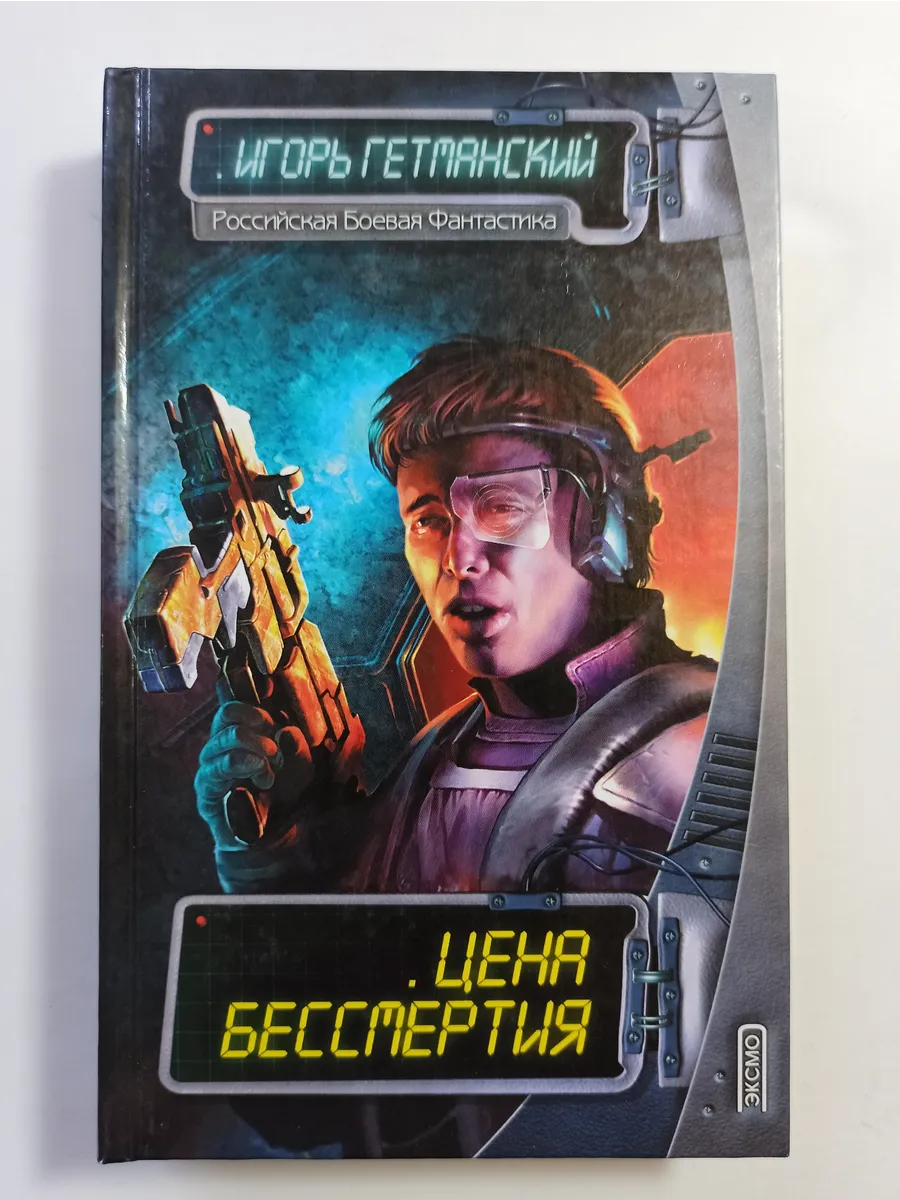 .ИГОРЬ ГЕТМАНСКИЙ
Российская Боевая Фантастика
.ЦЕНА
БЕССМЕРТИЯ
ЭКСМО